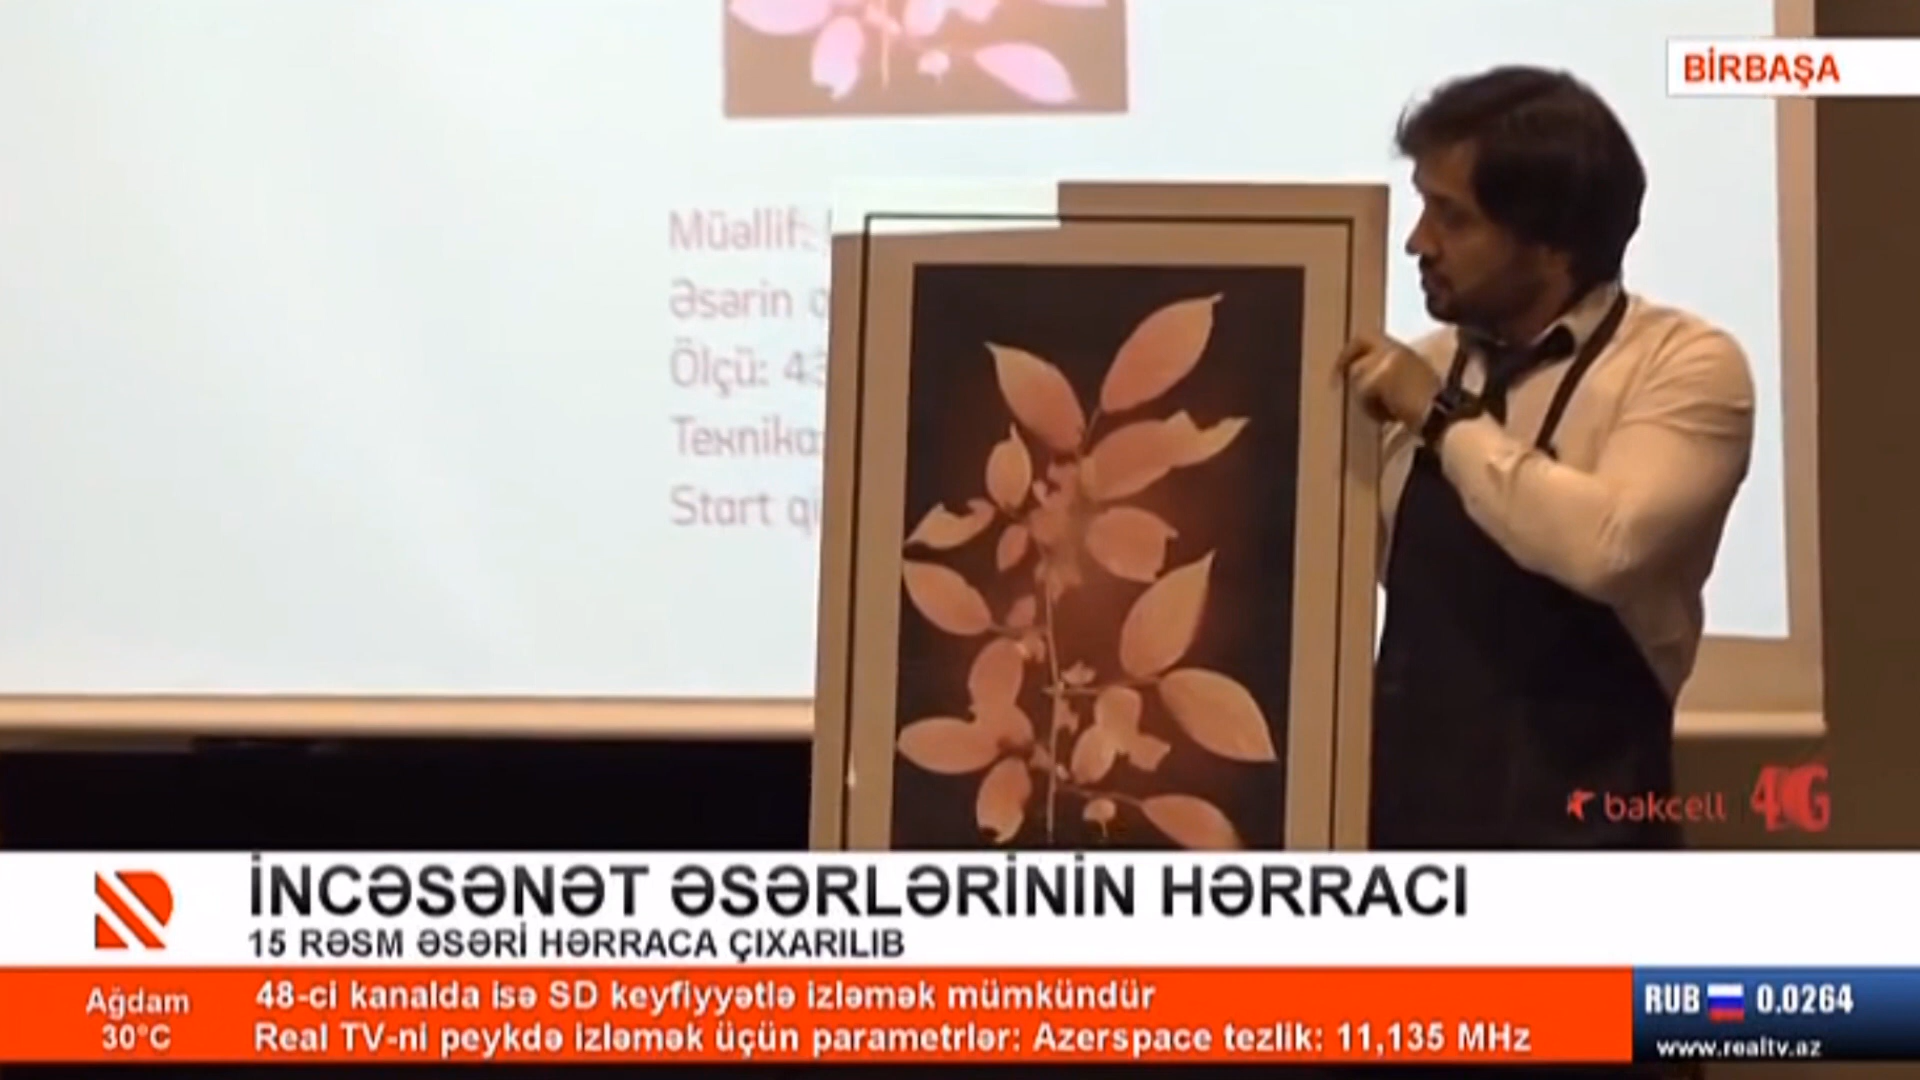 BİRBAŞA
Müəllif:
Əsərin
Ölçü: 43
Texnika:
Start
bakcell
İNCƏSƏNƏT ƏSƏRLƏRİNİN HƏRRACI
15 RƏSM ƏSƏRİ HƏRRACA ÇIXARILIB
Ağdam
30°C
48-ci kanalda isə SD keyfiyyətlə izləmək mümkündür
Real TV-ni peykdə izləmək üçün parametrlər: Azerspace tezlik: 11,135 MHz
RUB 0.0264
www.realtv.az